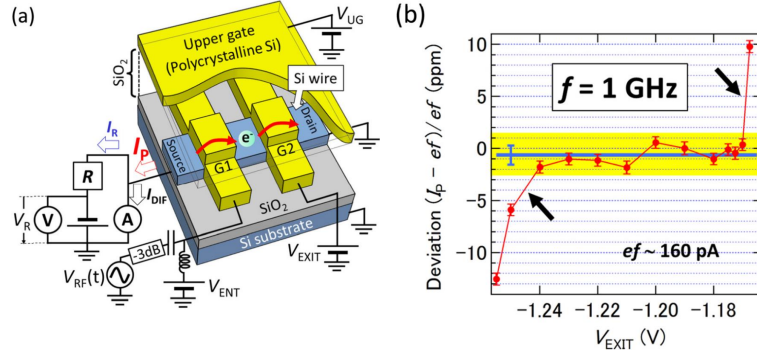 (a)
V_UG
Upper gate
(Polycrystalline Si)
SiO₂
Si wire
I_R
I_P
R
I_DIF
V_R
V
A
Source
G1
e⁻
G2
Drain
SiO₂
Si substrate
-3dB
V_RF(t)
V_ENT
V_EXIT
(b)
Deviation (I_P - ef)/ef (ppm)
10
5
0
−5
−10
f = 1 GHz
ef ~ 160 pA
−1.24
−1.22
−1.20
−1.18
V_EXIT (V)